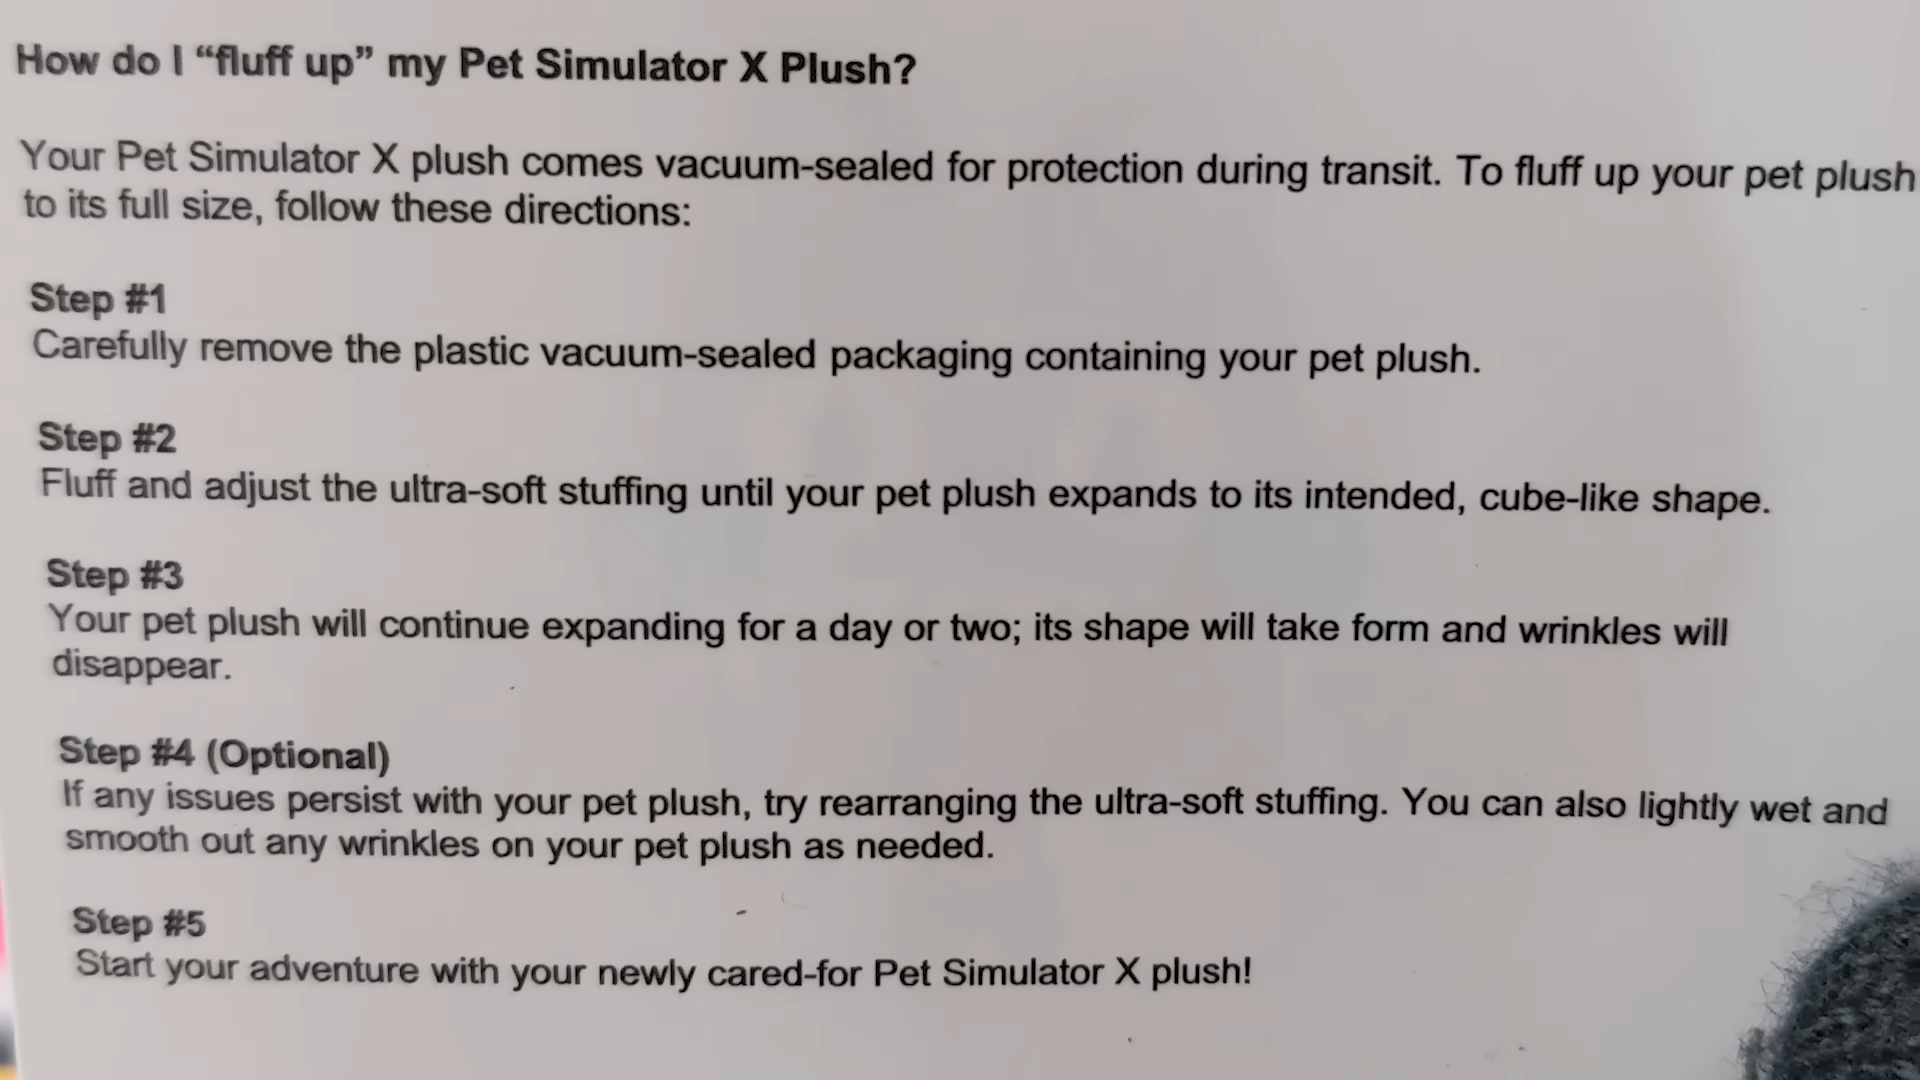 How do I “fluff up” my Pet Simulator X Plush?
Your Pet Simulator X plush comes vacuum-sealed for protection during transit. To fluff up your pet plush
to its full size, follow these directions:
Step #1
Carefully remove the plastic vacuum-sealed packaging containing your pet plush.
Step #2
Fluff and adjust the ultra-soft stuffing until your pet plush expands to its intended, cube-like shape.
Step #3
Your pet plush will continue expanding for a day or two; its shape will take form and wrinkles will
disappear.
Step #4 (Optional)
If any issues persist with your pet plush, try rearranging the ultra-soft stuffing. You can also lightly wet and
smooth out any wrinkles on your pet plush as needed.
Step #5
Start your adventure with your newly cared-for Pet Simulator X plush!